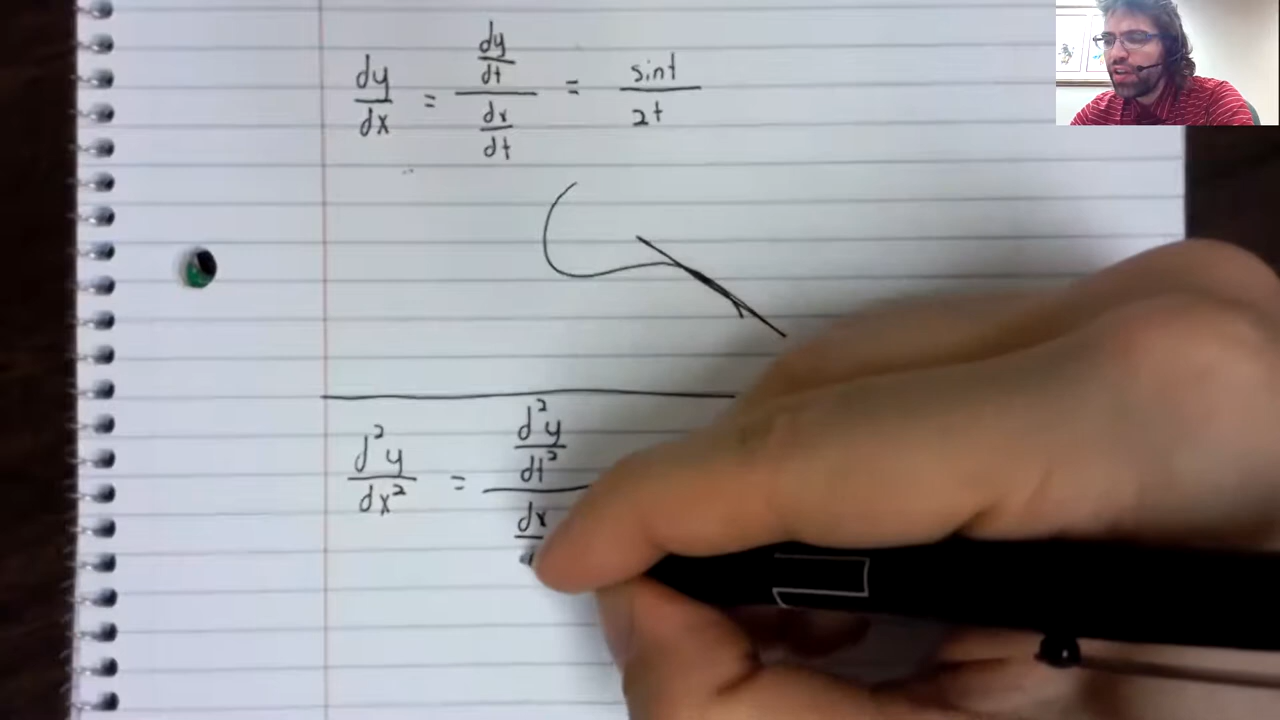 dy/dx = (dy/dt)/(dx/dt) = sint/2t
d²y/dx² = (d²y/dt²)/(dx